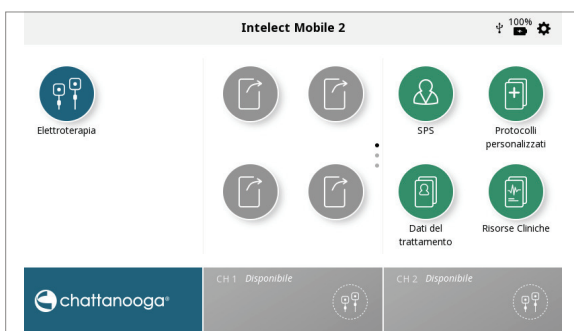 Intelect Mobile 2
100%
Elettroterapia
SPS
Protocolli
personalizzati
Dati del
trattamento
Risorse Cliniche
chattanooga®
CH 1 Disponibile
CH 2 Disponibile